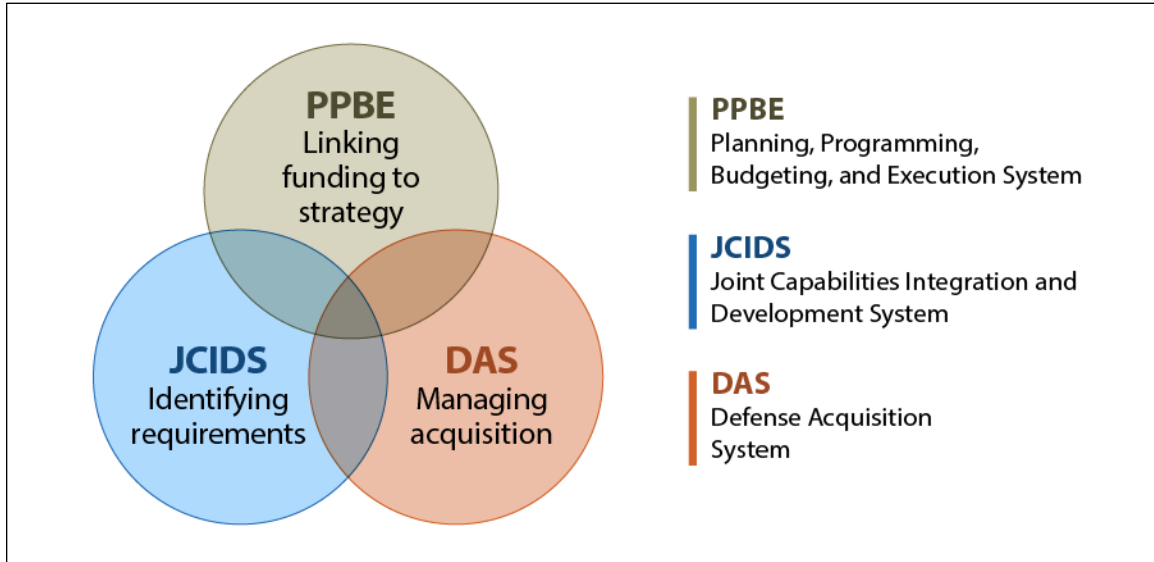 PPBE
Linking
funding to
strategy
JCIDS
Identifying
requirements
DAS
Managing
acquisition
PPBE
Planning, Programming,
Budgeting, and Execution System
JCIDS
Joint Capabilities Integration and
Development System
DAS
Defense Acquisition
System